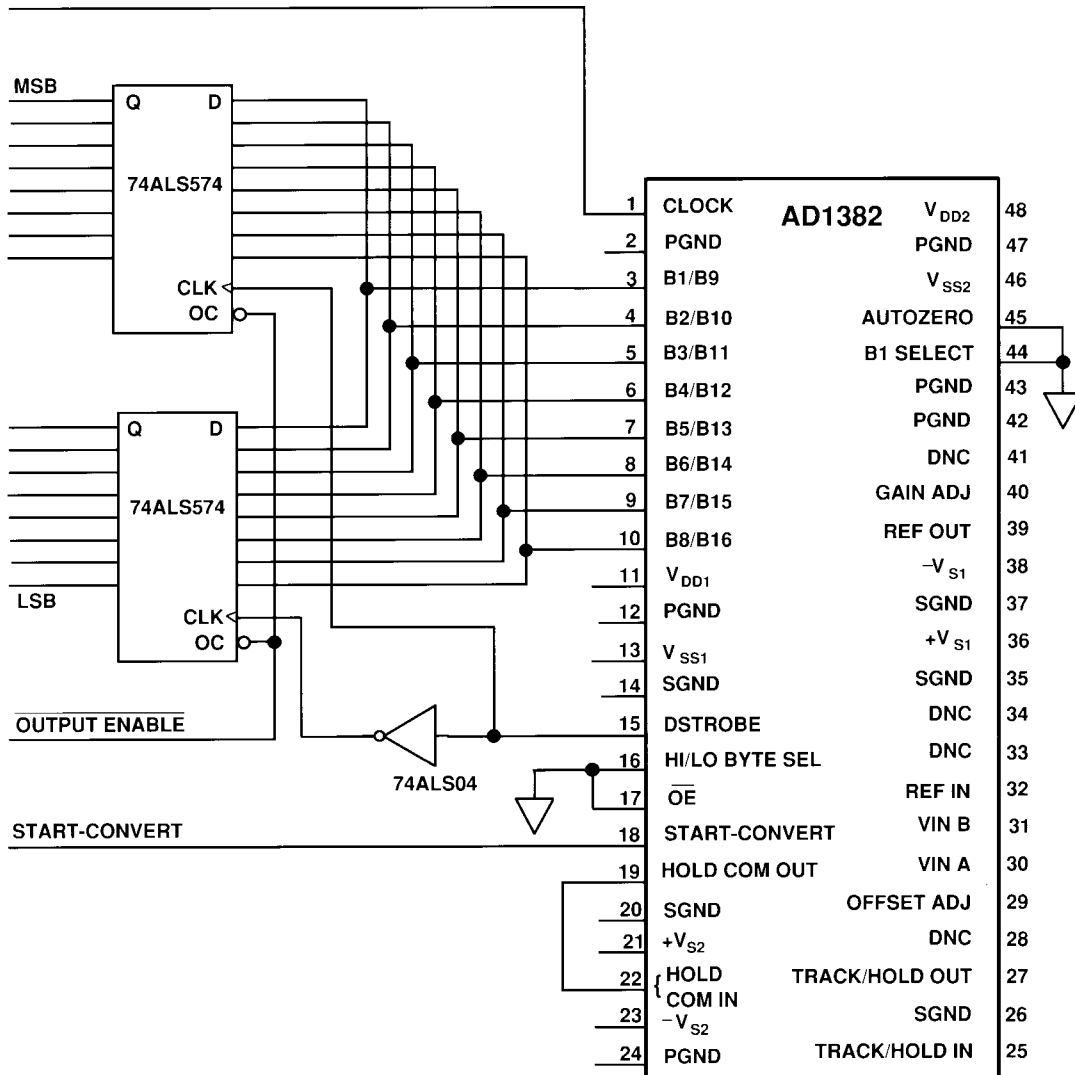 MSB
Q D
74ALS574
CLK
OC
Q D
74ALS574
LSB
CLK
OC
OUTPUT ENABLE
74ALS04
START-CONVERT
AD1382
1 CLOCK
2 PGND
3 B1/B9
4 B2/B10
5 B3/B11
6 B4/B12
7 B5/B13
8 B6/B14
9 B7/B15
10 B8/B16
11 VDD1
12 PGND
13 VSS1
14 SGND
15 DSTROBE
16 HI/LO BYTE SEL
17 OE
18 START-CONVERT
19 HOLD COM OUT
20 SGND
21 +VS2
22 { HOLD
COM IN
23 −VS2
24 PGND
VDD2 48
PGND 47
VSS2 46
AUTOZERO 45
B1 SELECT 44
PGND 43
PGND 42
DNC 41
GAIN ADJ 40
REF OUT 39
−VS1 38
SGND 37
+VS1 36
SGND 35
DNC 34
DNC 33
REF IN 32
VIN B 31
VIN A 30
OFFSET ADJ 29
DNC 28
TRACK/HOLD OUT 27
SGND 26
TRACK/HOLD IN 25